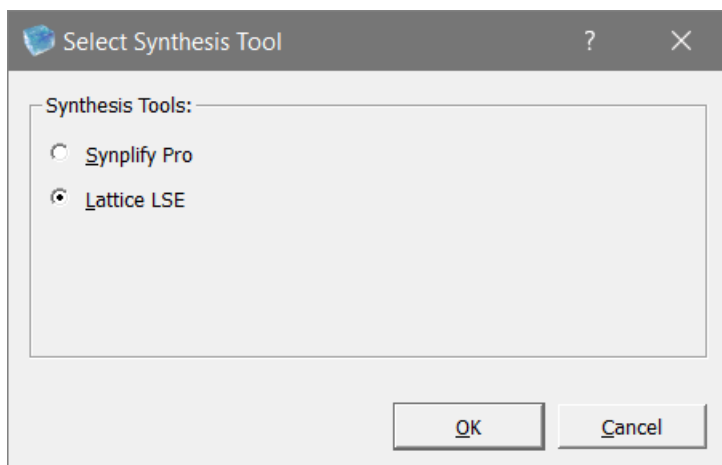 Select Synthesis Tool ?
Synthesis Tools:
Synplify Pro
Lattice LSE
OK Cancel